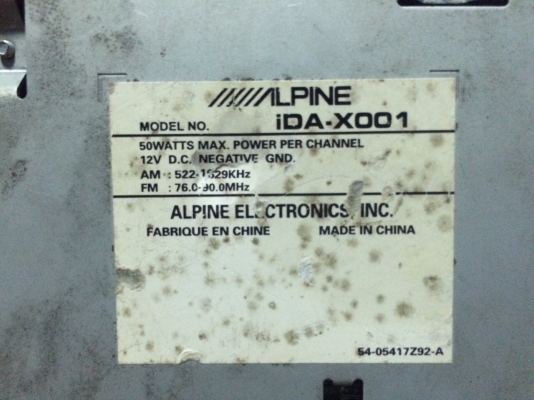 ALPINE
MODEL NO. iDA-X001
50WATTS MAX. POWER PER CHANNEL
12V D.C. NEGATIVE GND.
AM : 522-1629KHz
FM : 76.0-90.0MHz
ALPINE ELECTRONICS, INC.
FABRIQUE EN CHINE MADE IN CHINA
54-05417Z92-A